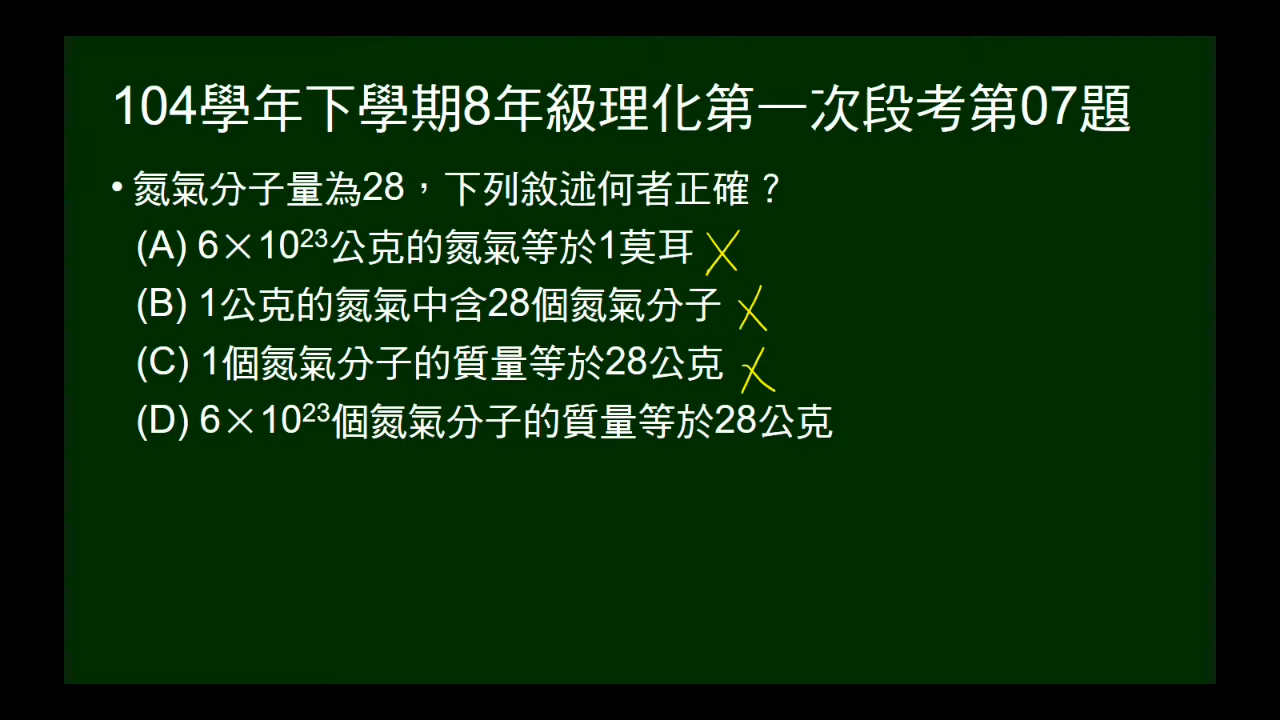 104學年下學期8年級理化第一次段考第07題
• 氮氣分子量為28，下列敘述何者正確？
(A) 6×10²³公克的氮氣等於1莫耳
(B) 1公克的氮氣中含28個氮氣分子
(C) 1個氮氣分子的質量等於28公克
(D) 6×10²³個氮氣分子的質量等於28公克